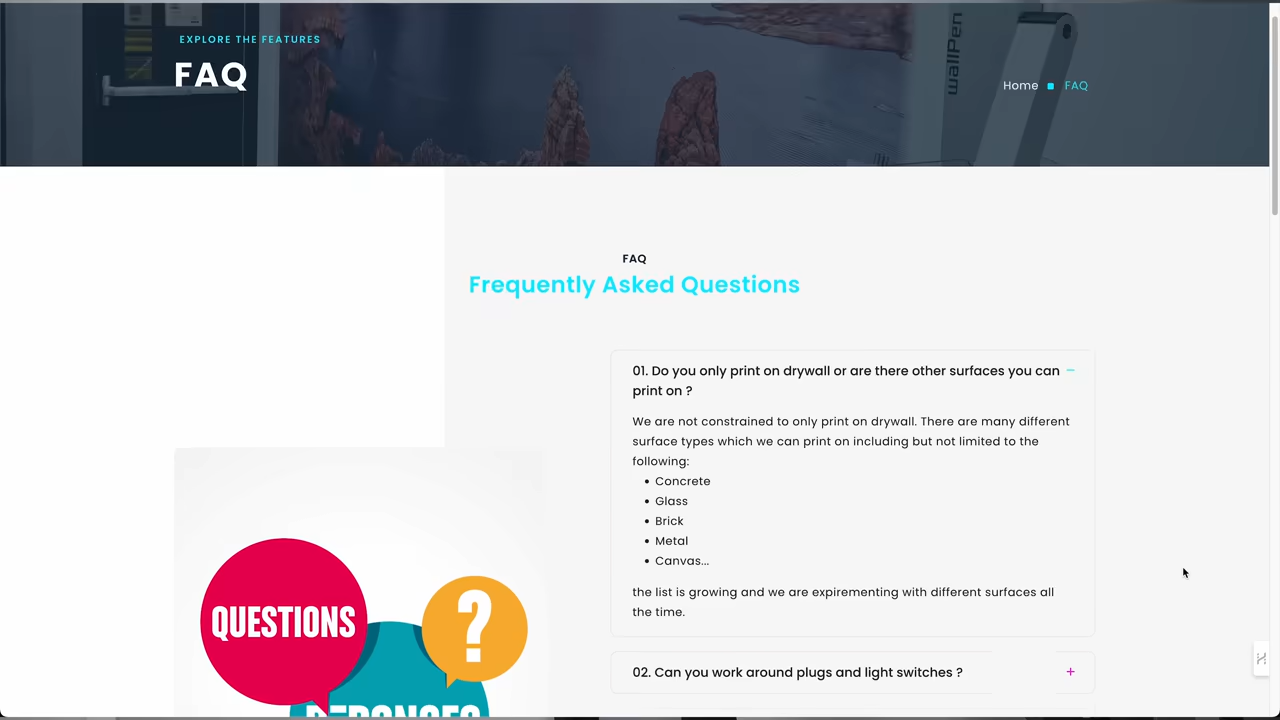 EXPLORE THE FEATURES
FAQ
wallPen
Home FAQ
FAQ
Frequently Asked Questions
01. Do you only print on drywall or are there other surfaces you can
print on ?
We are not constrained to only print on drywall. There are many different
surface types which we can print on including but not limited to the
following:
Concrete
Glass
Brick
Metal
Canvas...
the list is growing and we are expirementing with different surfaces all
the time.
02. Can you work around plugs and light switches ?
QUESTIONS
?